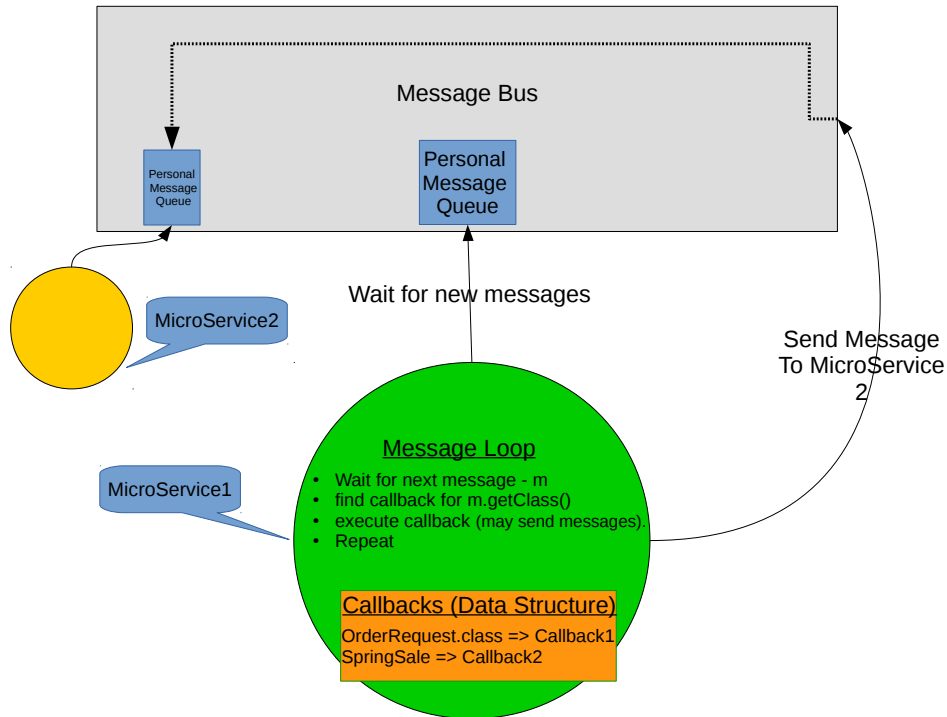 Message Bus
Personal
Message
Queue
Personal
Message
Queue
Wait for new messages
MicroService2
Send Message
To MicroService
2
Message Loop
• Wait for next message - m
• find callback for m.getClass()
• execute callback (may send messages).
• Repeat
MicroService1
Callbacks (Data Structure)
OrderRequest.class => Callback1
SpringSale => Callback2